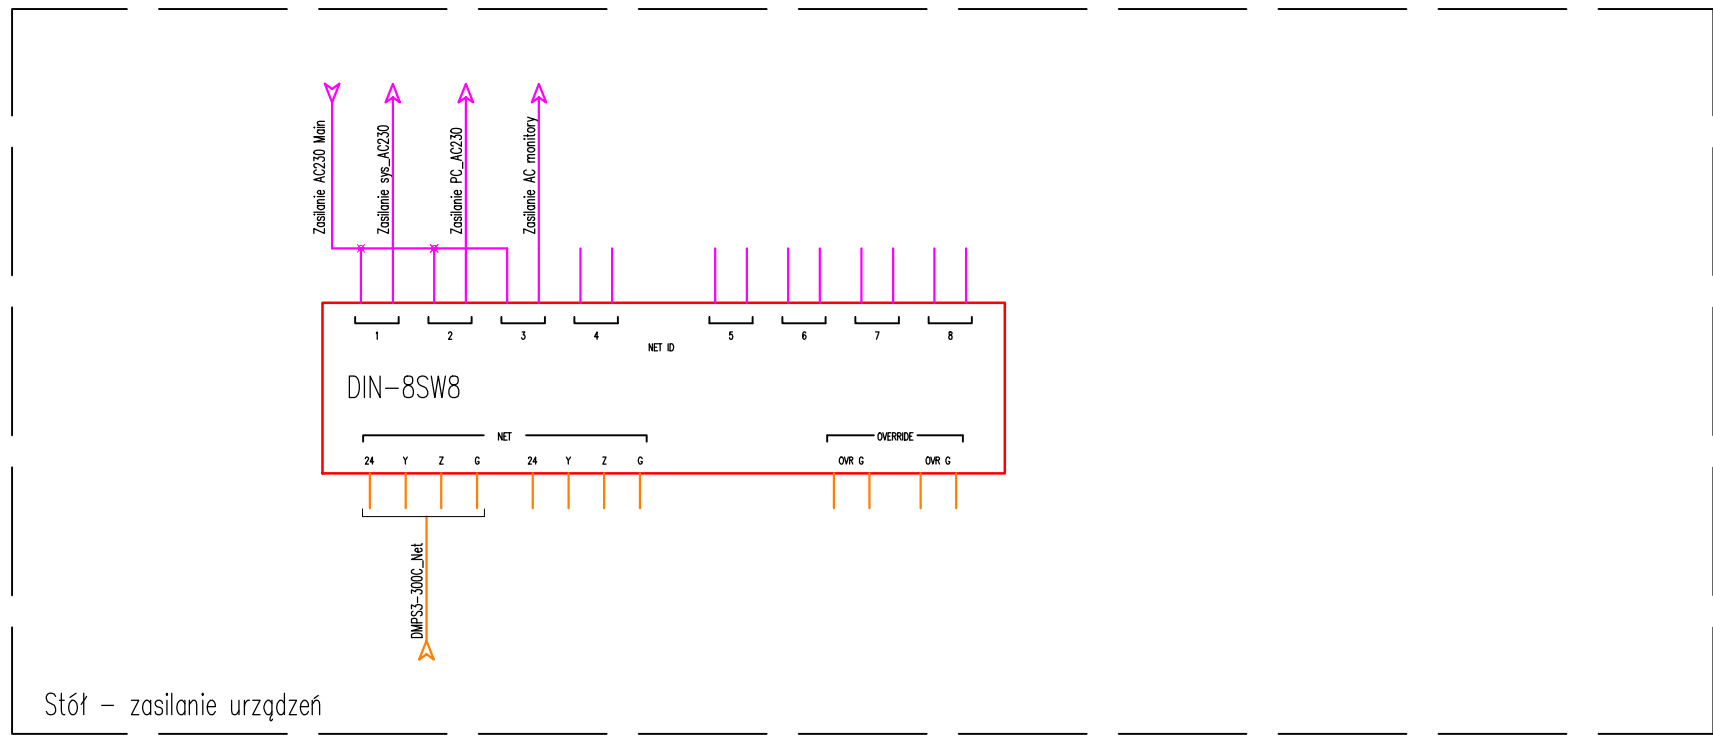 Zasilanie AC230 Main
Zasilanie sys_AC230
Zasilanie PC_AC230
Zasilanie AC monitory
1 2 3 4 5 6 7 8
NET ID
DIN-8SW8
NET OVERRIDE
24 Y Z G 24 Y Z G OVR G OVR G
DMPS3-300C_Net
Stół - zasilanie urządzeń